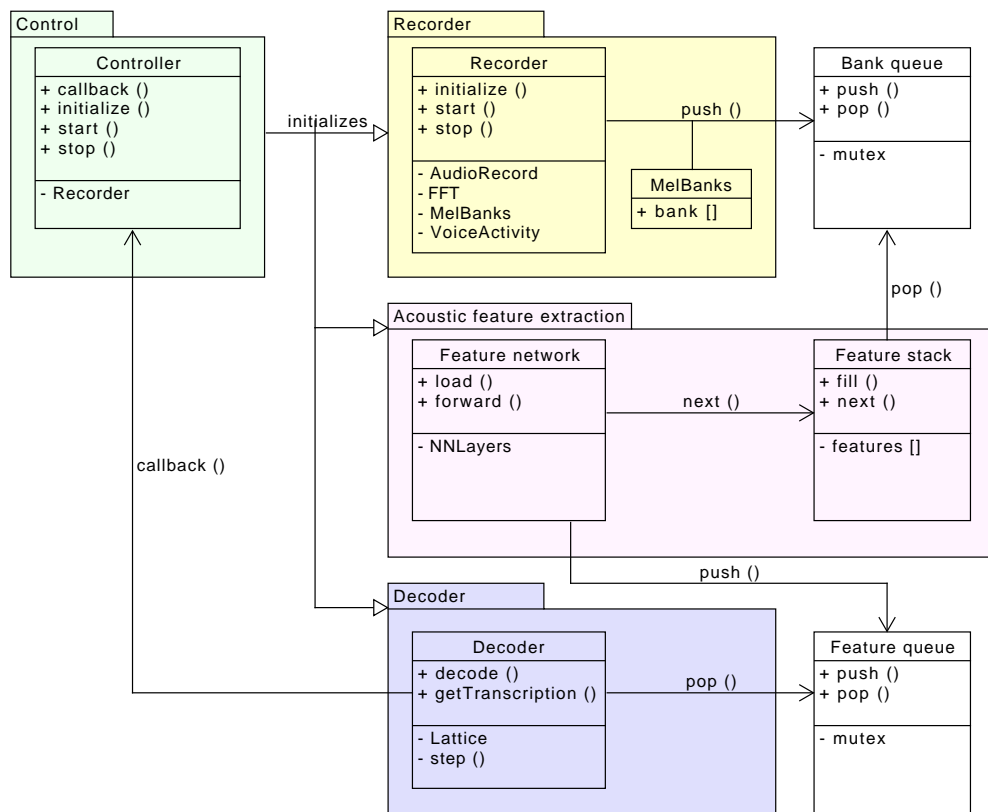 Control
Controller
+ callback ()
+ initialize ()
+ start ()
+ stop ()
- Recorder
initializes
Recorder
Recorder
+ initialize ()
+ start ()
+ stop ()
- AudioRecord
- FFT
- MelBanks
- VoiceActivity
push ()
MelBanks
+ bank []
Bank queue
+ push ()
+ pop ()
- mutex
pop ()
Acoustic feature extraction
Feature network
+ load ()
+ forward ()
- NNLayers
next ()
Feature stack
+ fill ()
+ next ()
- features []
callback ()
push ()
Decoder
Decoder
+ decode ()
+ getTranscription ()
- Lattice
- step ()
pop ()
Feature queue
+ push ()
+ pop ()
- mutex